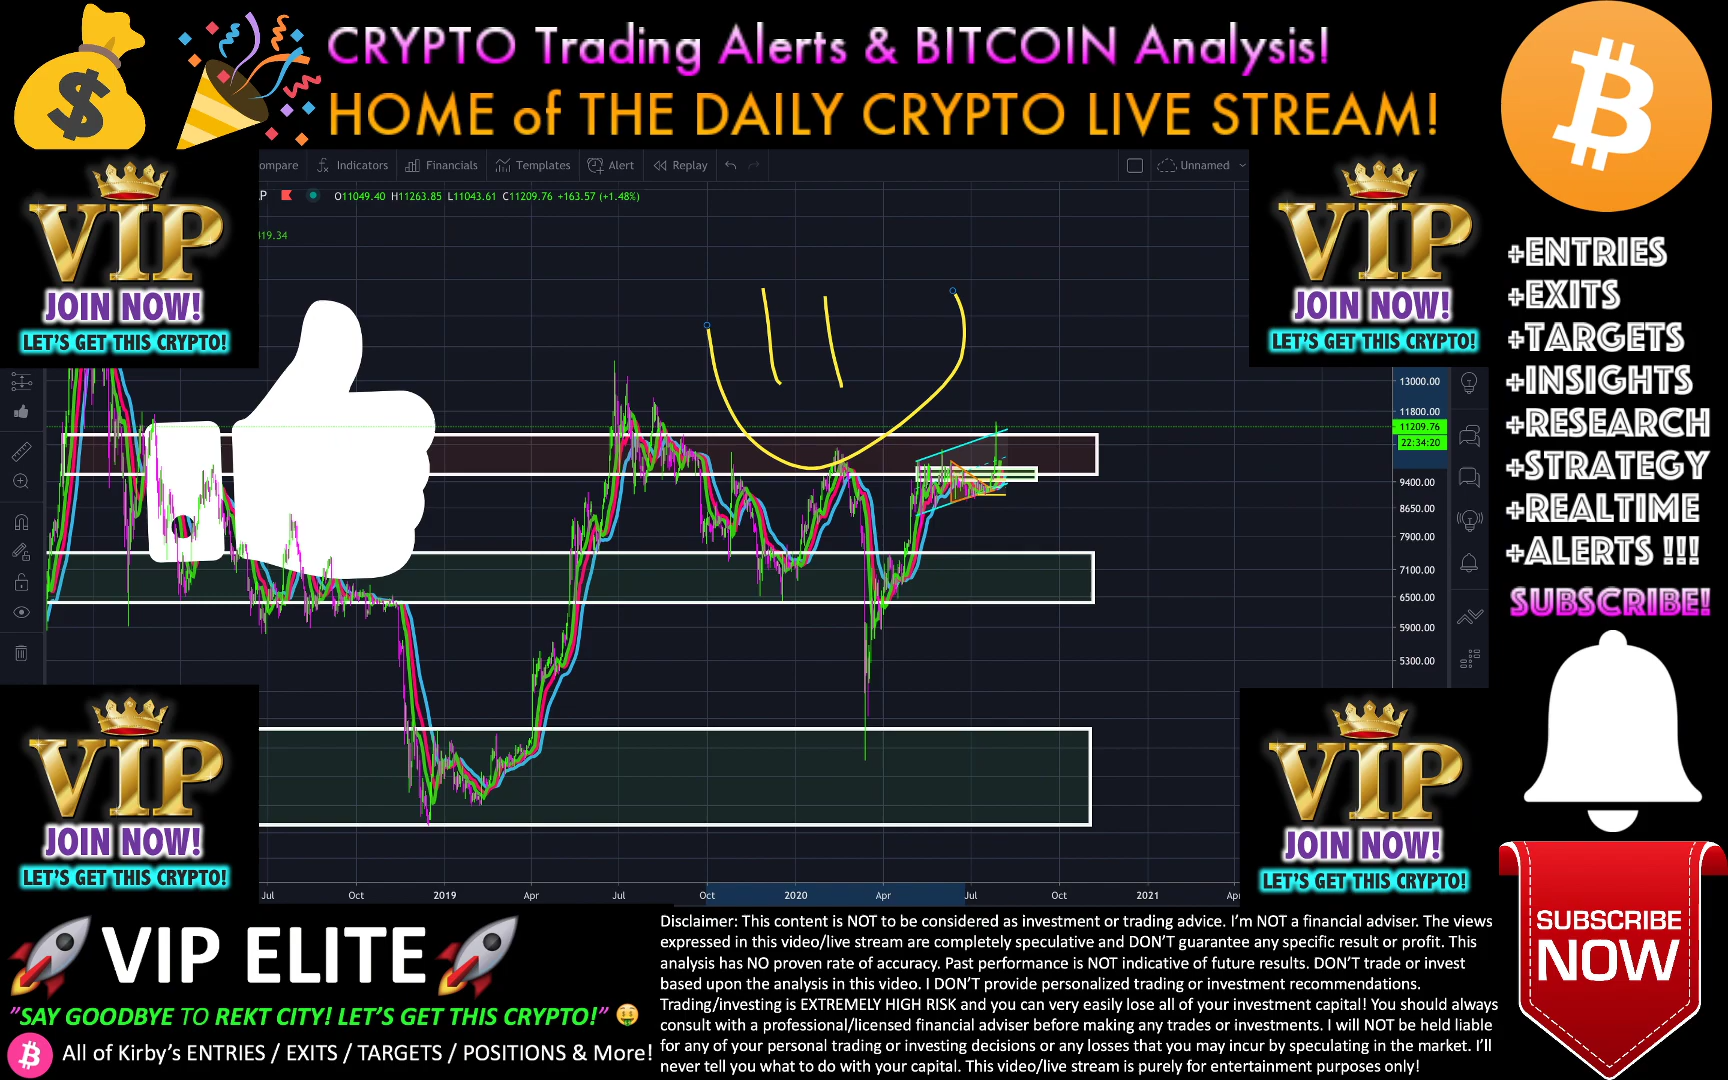 CRYPTO Trading Alerts & BITCOIN Analysis!
HOME of THE DAILY CRYPTO LIVE STREAM!
VIP
JOIN NOW!
LET'S GET THIS CRYPTO!
ompare Indicators Financials Templates Alert Replay Unnamed
O11049.40 H11263.85 L11043.61 C11209.76 +163.57 (+1.48%)
19.34
VIP
JOIN NOW!
LET'S GET THIS CRYPTO!
+ENTRIES
+EXITS
+TARGETS
+INSIGHTS
+RESEARCH
+STRATEGY
+REALTIME
+ALERTS !!!
SUBSCRIBE!
13000.00
11800.00
11209.76
22:34:20
9400.00
8650.00
7900.00
7100.00
6500.00
5900.00
5300.00
VIP
JOIN NOW!
LET'S GET THIS CRYPTO!
VIP
JOIN NOW!
LET'S GET THIS CRYPTO!
Jul Oct 2019 Apr Jul Oct 2020 Apr Jul Oct 2021 Apr
VIP ELITE
"SAY GOODBYE TO REKT CITY! LET'S GET THIS CRYPTO!"
All of Kirby's ENTRIES / EXITS / TARGETS / POSITIONS & More!
Disclaimer: This content is NOT to be considered as investment or trading advice. I'm NOT a financial adviser. The views
expressed in this video/live stream are completely speculative and DON'T guarantee any specific result or profit. This
analysis has NO proven rate of accuracy. Past performance is NOT indicative of future results. DON'T trade or invest
based upon the analysis in this video. I DON'T provide personalized trading or investment recommendations.
Trading/investing is EXTREMELY HIGH RISK and you can very easily lose all of your investment capital! You should always
consult with a professional/licensed financial adviser before making any trades or investments. I will NOT be held liable
for any of your personal trading or investing decisions or any losses that you may incur by speculating in the market. I'll
never tell you what to do with your capital. This video/live stream is purely for entertainment purposes only!
SUBSCRIBE
NOW